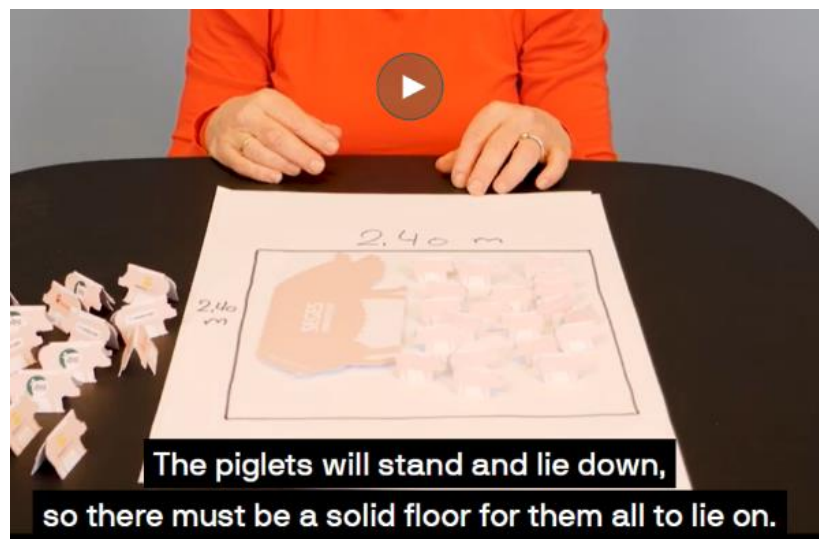 2.40 m
2,40
m
SEGES
The piglets will stand and lie down,
so there must be a solid floor for them all to lie on.